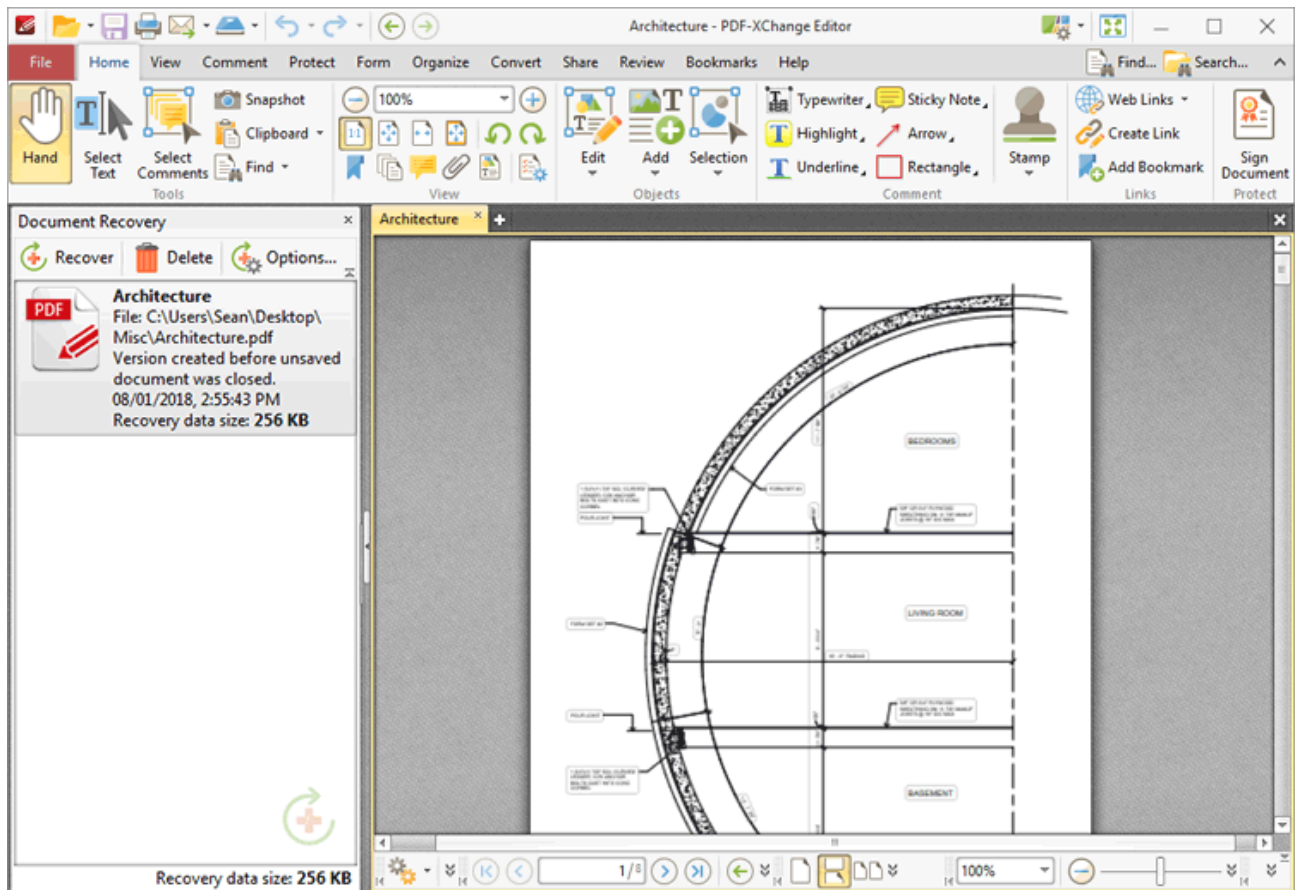 Architecture - PDF-XChange Editor
File Home View Comment Protect Form Organize Convert Share Review Bookmarks Help Find... Search...
Hand
Select Text
Select Comments
Snapshot
Clipboard
Find
Tools
100%
1:1
View
Edit
Add
Selection
Objects
Typewriter
Sticky Note
Highlight
Arrow
Underline
Rectangle
Stamp
Comment
Web Links
Create Link
Add Bookmark
Links
Sign Document
Protect
Document Recovery
Recover Delete Options...
PDF
Architecture
File: C:\Users\Sean\Desktop\
Misc\Architecture.pdf
Version created before unsaved
document was closed.
08/01/2018, 2:55:43 PM
Recovery data size: 256 KB
Recovery data size: 256 KB
Architecture
BEDROOMS
LIVING ROOM
BASEMENT
1/8
100%